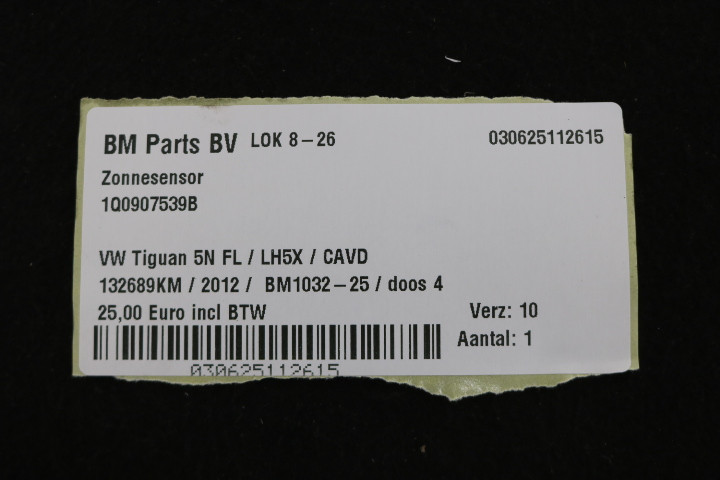 BM Parts BV LOK 8-26 030625112615
Zonnesensor
1Q0907539B
VW Tiguan 5N FL / LH5X / CAVD
132689KM / 2012 / BM1032-25 / doos 4
25,00 Euro incl BTW Verz: 10
Aantal: 1
030625112615